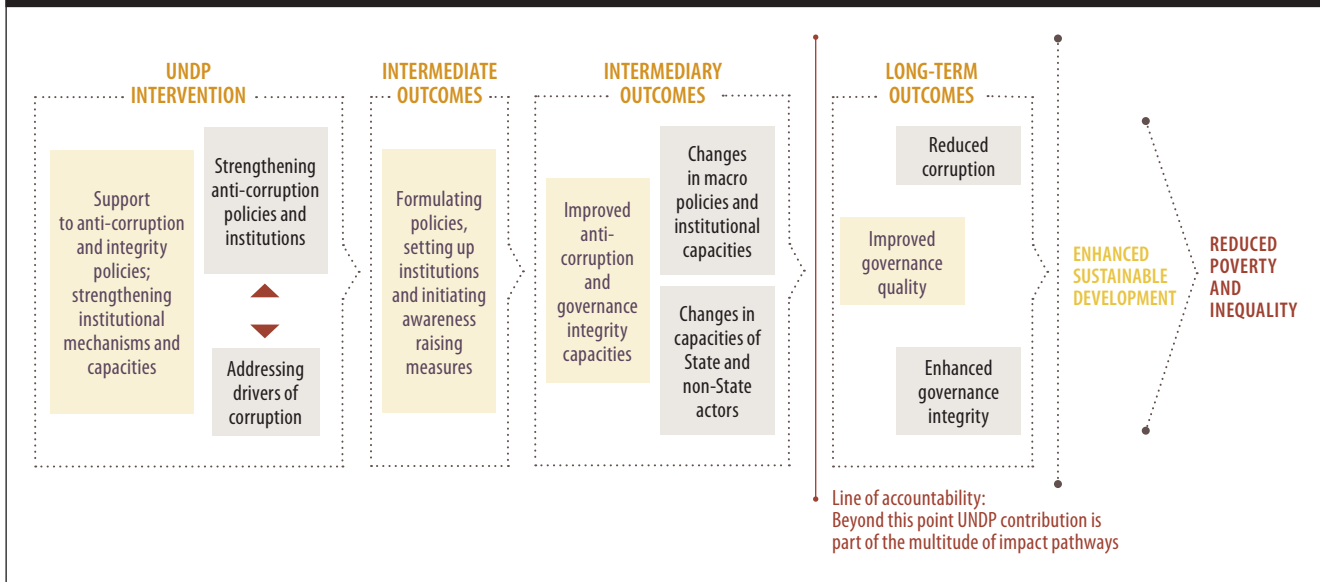 UNDP
INTERVENTION
Support
to anti-corruption
and integrity
policies;
strengthening
institutional
mechanisms and
capacities
Strengthening
anti-corruption
policies and
institutions
Addressing
drivers of
corruption
INTERMEDIATE
OUTCOMES
Formulating
policies,
setting up
institutions
and initiating
awareness
raising
measures
INTERMEDIARY
OUTCOMES
Improved
anti-
corruption
and
governance
integrity
capacities
Changes
in macro
policies and
institutional
capacities
Changes in
capacities of
State and
non-State
actors
LONG-TERM
OUTCOMES
Reduced
corruption
Improved
governance
quality
Enhanced
governance
integrity
ENHANCED
SUSTAINABLE
DEVELOPMENT
REDUCED
POVERTY
AND
INEQUALITY
Line of accountability:
Beyond this point UNDP contribution is
part of the multitude of impact pathways